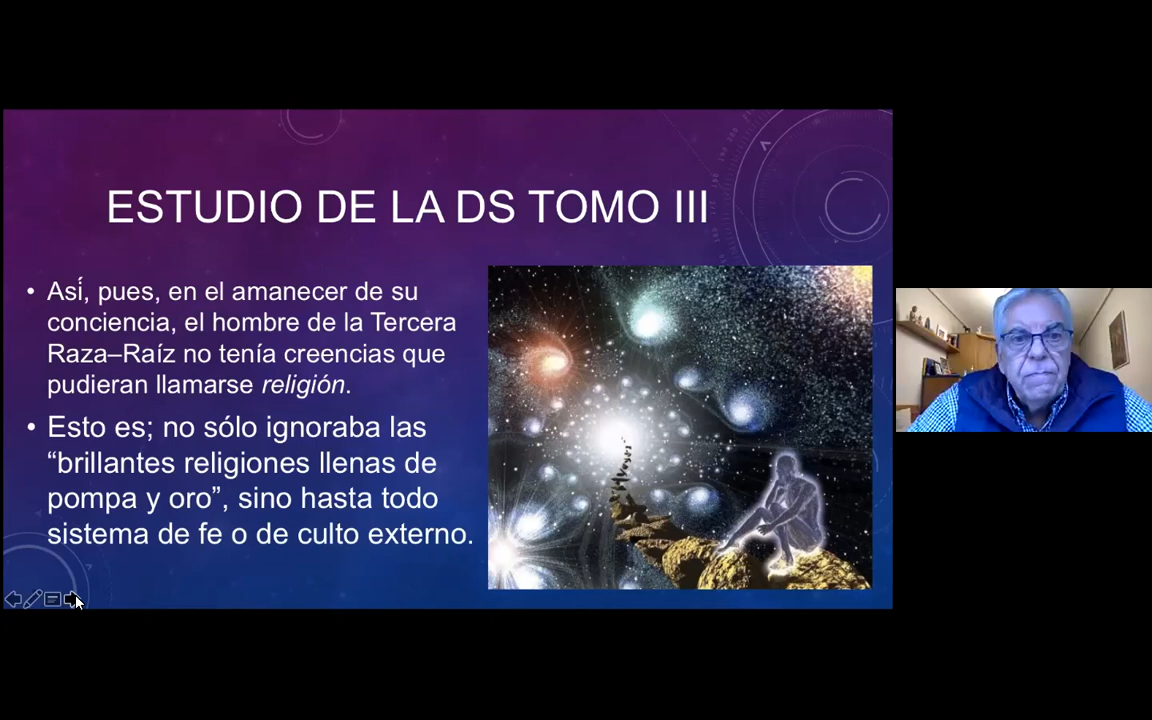 ESTUDIO DE LA DS TOMO III
• Así, pues, en el amanecer de su
conciencia, el hombre de la Tercera
Raza–Raíz no tenía creencias que
pudieran llamarse religión.
• Esto es; no sólo ignoraba las
“brillantes religiones llenas de
pompa y oro”, sino hasta todo
sistema de fe o de culto externo.